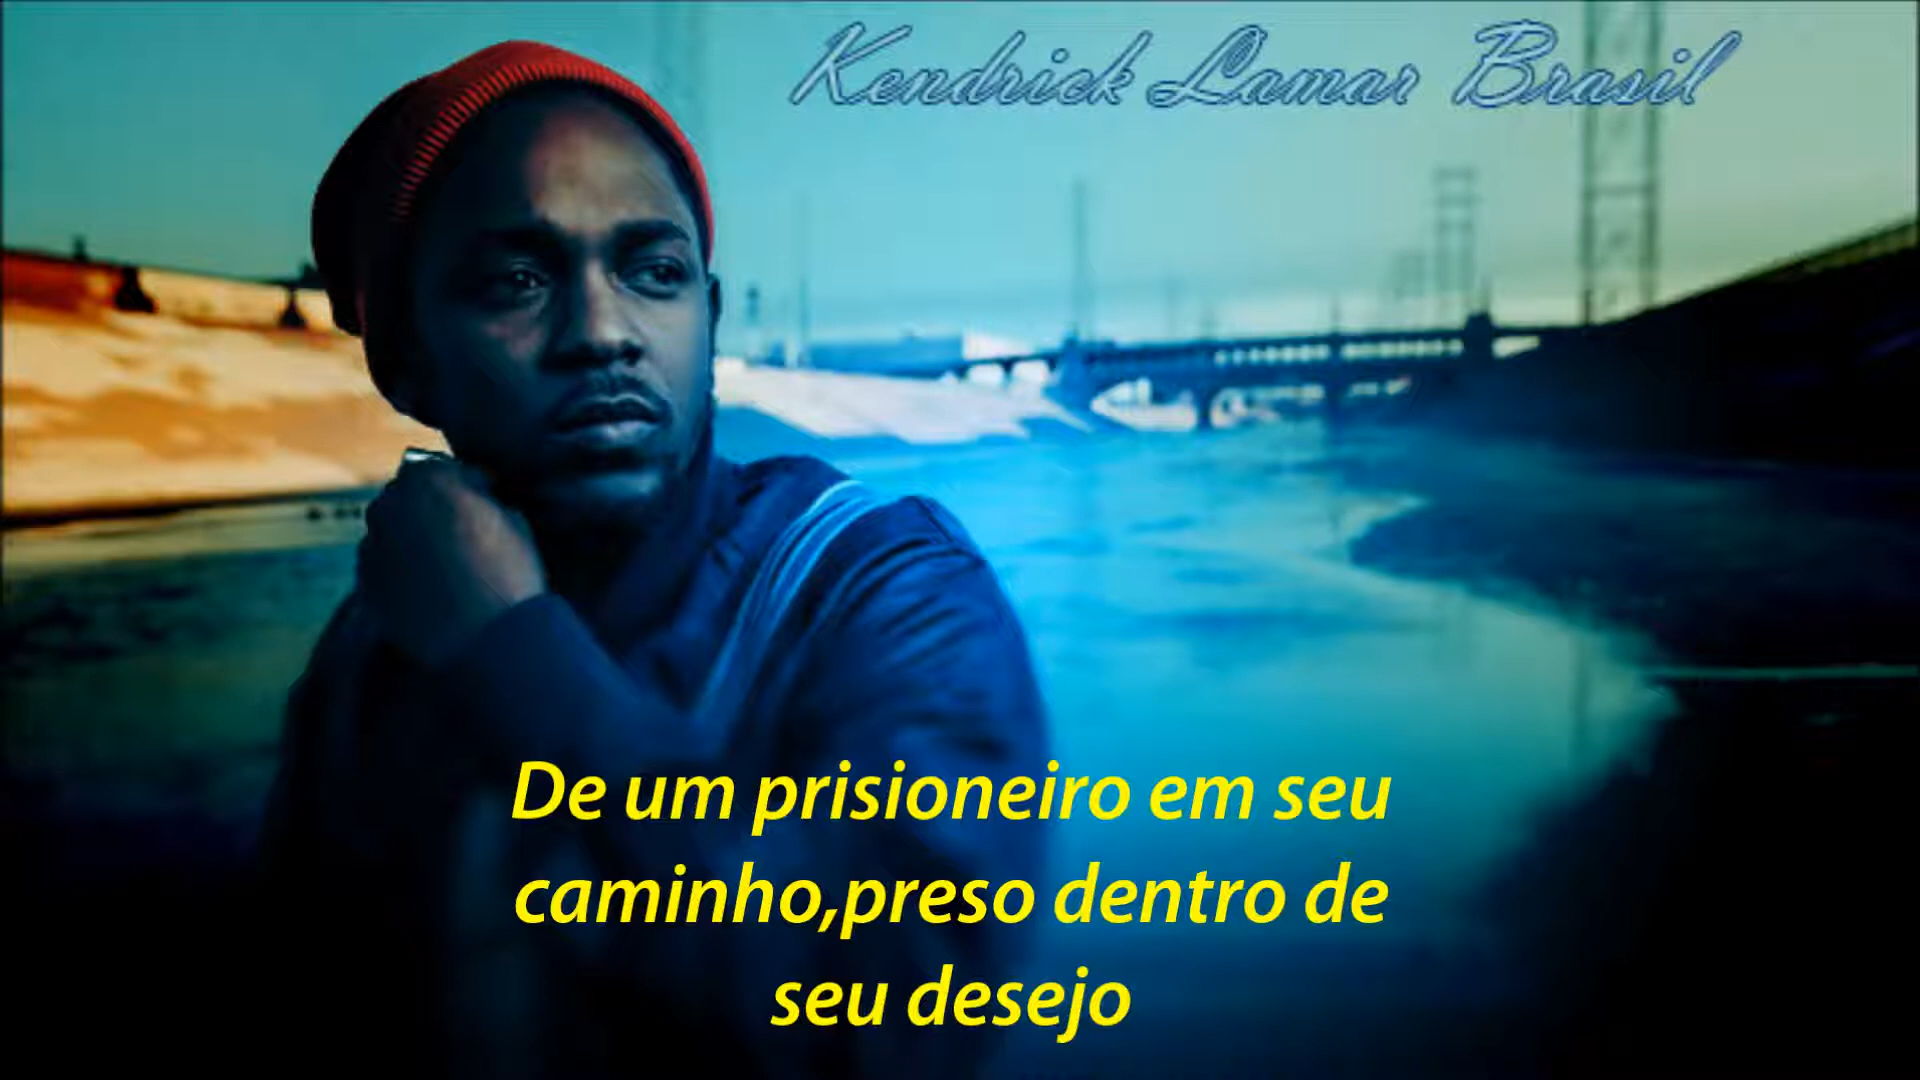 Kendrick Lamar Brasil
De um prisioneiro em seu
caminho,preso dentro de
seu desejo